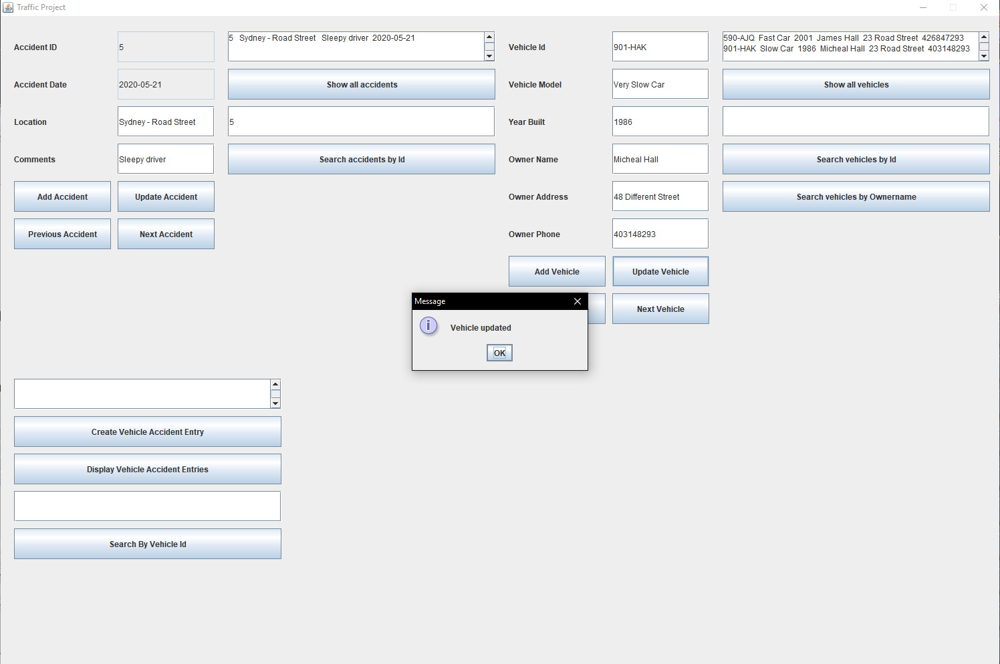 Traffic Project
Accident ID
5
5 Sydney - Road Street Sleepy driver 2020-05-21
Accident Date
2020-05-21
Show all accidents
Location
Sydney - Road Street
5
Comments
Sleepy driver
Search accidents by Id
Add Accident
Update Accident
Previous Accident
Next Accident
Vehicle Id
901-HAK
590-AJQ Fast Car 2001 James Hall 23 Road Street 426847293
901-HAK Slow Car 1986 Micheal Hall 23 Road Street 403148293
Vehicle Model
Very Slow Car
Show all vehicles
Year Built
1986
Owner Name
Micheal Hall
Search vehicles by Id
Owner Address
48 Different Street
Search vehicles by Ownername
Owner Phone
403148293
Add Vehicle
Update Vehicle
Next Vehicle
Message
Vehicle updated
OK
Create Vehicle Accident Entry
Display Vehicle Accident Entries
Search By Vehicle Id